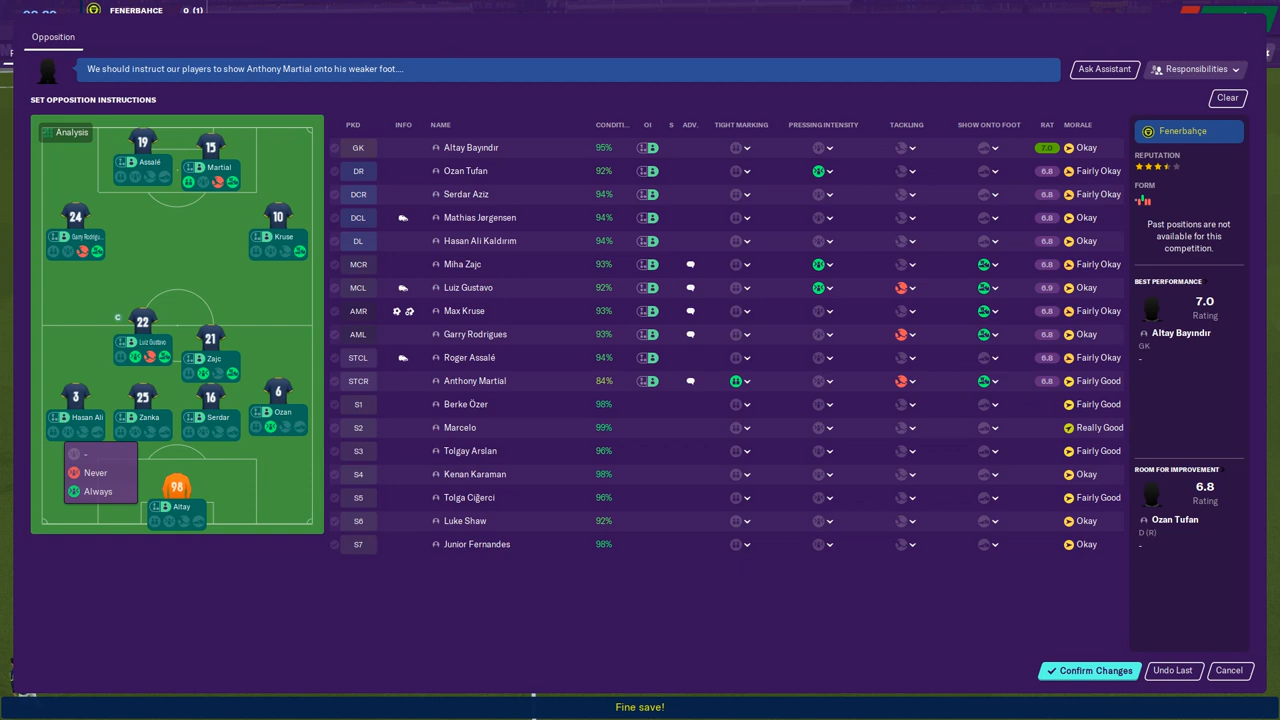 FENERBAHCE 0 (1)
Opposition
We should instruct our players to show Anthony Martial onto his weaker foot....
Ask Assistant
Responsibilities
SET OPPOSITION INSTRUCTIONS
Clear
Analysis
19
Assalé
15
Martial
24
Garry Rodrigu...
10
Kruse
C
22
Luiz Gustavo
21
Zajc
3
Hasan Ali
25
Zanka
16
Serdar
6
Ozan
-
Never
Always
98
Altay
PKD INFO NAME CONDITI... OI S ADV. TIGHT MARKING PRESSING INTENSITY TACKLING SHOW ONTO FOOT RAT MORALE
GK Altay Bayındır 95% 7.0 Okay
DR Ozan Tufan 92% 6.8 Fairly Okay
DCR Serdar Aziz 94% 6.8 Fairly Okay
DCL Mathias Jørgensen 94% 6.8 Okay
DL Hasan Ali Kaldırım 94% 6.8 Okay
MCR Miha Zajc 93% 6.8 Fairly Okay
MCL Luiz Gustavo 92% 6.9 Okay
AMR Max Kruse 93% 6.8 Fairly Okay
AML Garry Rodrigues 93% 6.8 Okay
STCL Roger Assalé 94% 6.8 Fairly Okay
STCR Anthony Martial 84% 6.8 Fairly Good
S1 Berke Özer 98% Fairly Good
S2 Marcelo 99% Really Good
S3 Tolgay Arslan 96% Fairly Good
S4 Kenan Karaman 98% Okay
S5 Tolga Ciğerci 96% Fairly Good
S6 Luke Shaw 92% Okay
S7 Junior Fernandes 98% Okay
Fenerbahçe
REPUTATION
FORM
Past positions are not
available for this
competition.
BEST PERFORMANCE
7.0
Rating
Altay Bayındır
GK
-
ROOM FOR IMPROVEMENT
6.8
Rating
Ozan Tufan
D (R)
-
Confirm Changes
Undo Last
Cancel
Fine save!